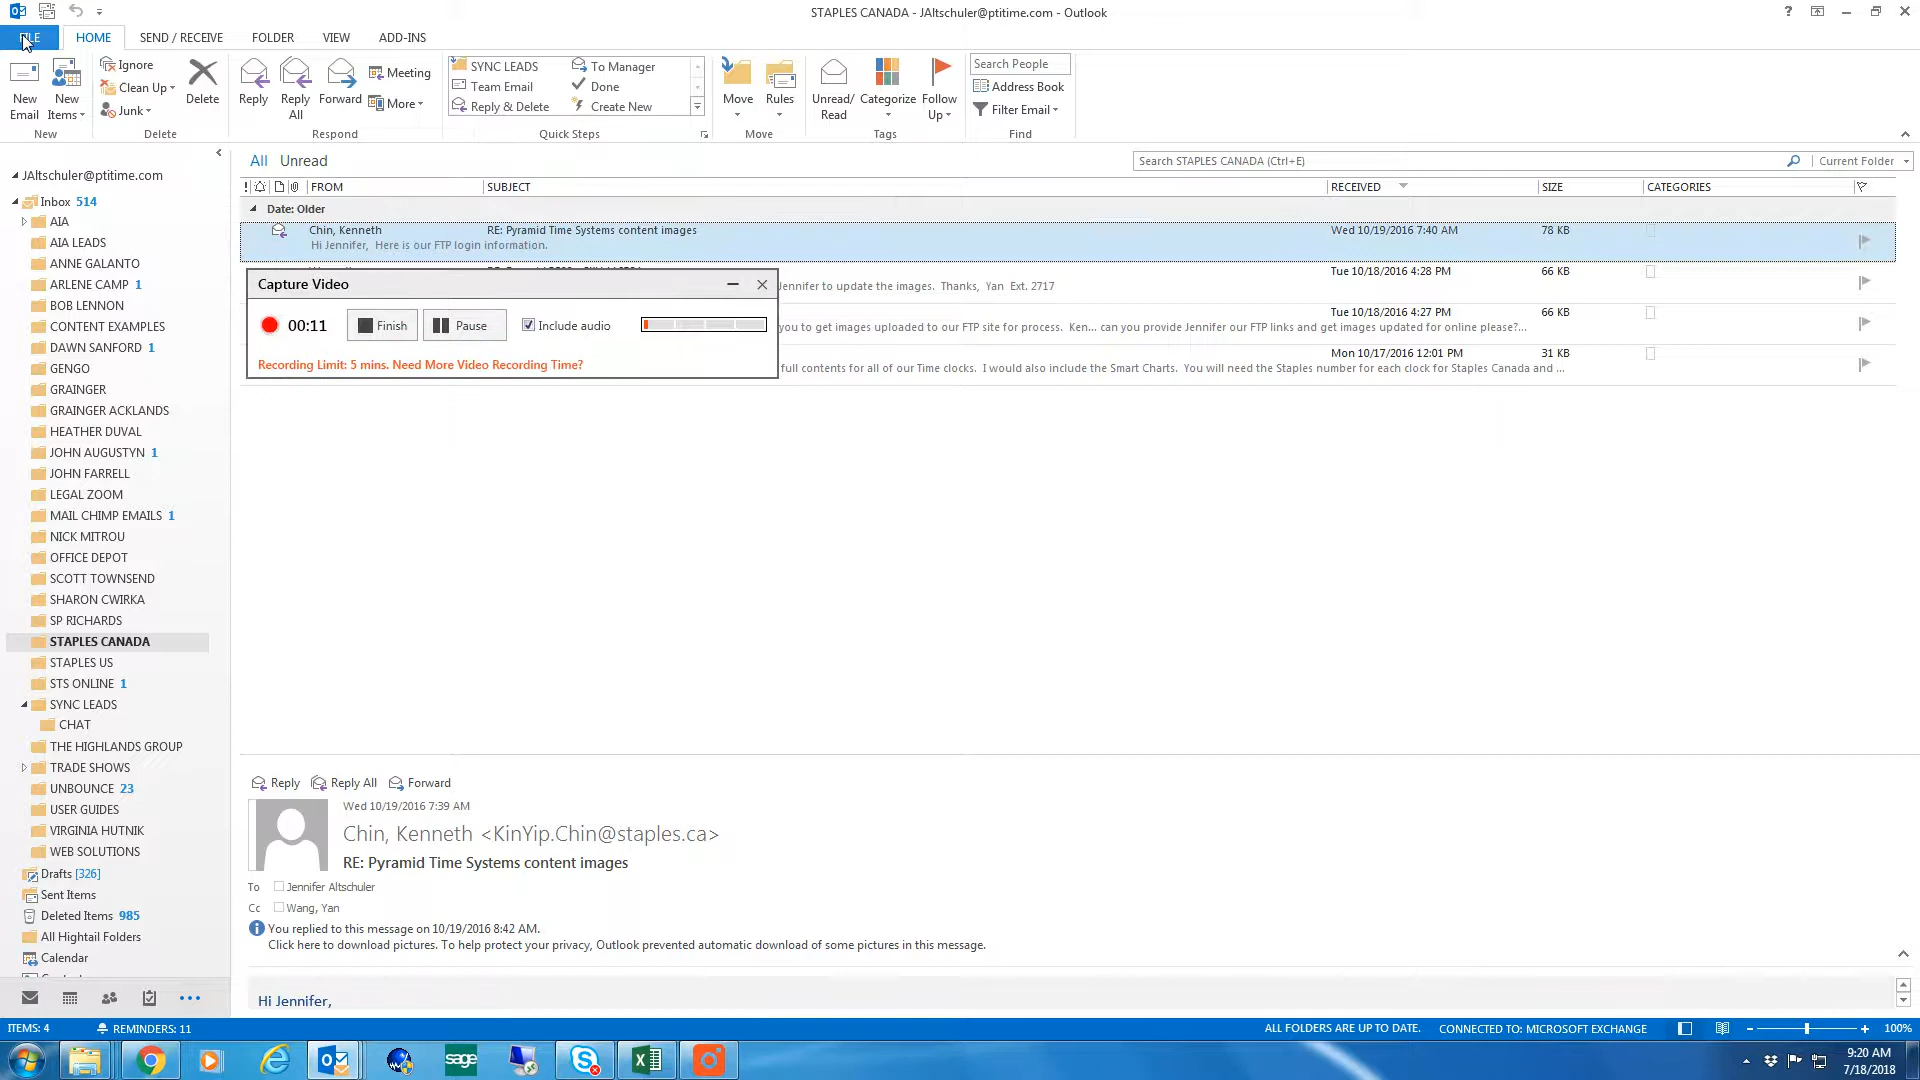 STAPLES CANADA - JAltschuler@ptitime.com - Outlook
HOME SEND / RECEIVE FOLDER VIEW ADD-INS
New Email
New Items
Ignore
Clean Up
Junk
Delete
Reply
Reply All
Forward
Meeting
More
SYNC LEADS
Team Email
Reply & Delete
To Manager
Done
Create New
Move
Rules
Unread/ Read
Categorize
Follow Up
Search People
Address Book
Filter Email
New Delete Respond Quick Steps Move Tags Find
JAltschuler@ptitime.com
Inbox 514
AIA
AIA LEADS
ANNE GALANTO
ARLENE CAMP 1
BOB LENNON
CONTENT EXAMPLES
DAWN SANFORD 1
GENGO
GRAINGER
GRAINGER ACKLANDS
HEATHER DUVAL
JOHN AUGUSTYN 1
JOHN FARRELL
LEGAL ZOOM
MAIL CHIMP EMAILS 1
NICK MITROU
OFFICE DEPOT
SCOTT TOWNSEND
SHARON CWIRKA
SP RICHARDS
STAPLES CANADA
STAPLES US
STS ONLINE 1
SYNC LEADS
CHAT
THE HIGHLANDS GROUP
TRADE SHOWS
UNBOUNCE 23
USER GUIDES
VIRGINIA HUTNIK
WEB SOLUTIONS
Drafts [326]
Sent Items
Deleted Items 985
All Hightail Folders
Calendar
All Unread
Search STAPLES CANADA (Ctrl+E)
Current Folder
FROM SUBJECT RECEIVED SIZE CATEGORIES
Date: Older
Chin, Kenneth RE: Pyramid Time Systems content images Wed 10/19/2016 7:40 AM 78 KB
Hi Jennifer, Here is our FTP login information.
Tue 10/18/2016 4:28 PM 66 KB
Jennifer to update the images. Thanks, Yan Ext. 2717
Tue 10/18/2016 4:27 PM 66 KB
you to get images uploaded to our FTP site for process. Ken... can you provide Jennifer our FTP links and get images updated for online please?...
Mon 10/17/2016 12:01 PM 31 KB
full contents for all of our Time clocks. I would also include the Smart Charts. You will need the Staples number for each clock for Staples Canada and ...
Capture Video
00:11 Finish Pause Include audio
Recording Limit: 5 mins. Need More Video Recording Time?
Reply Reply All Forward
Wed 10/19/2016 7:39 AM
Chin, Kenneth <KinYip.Chin@staples.ca>
RE: Pyramid Time Systems content images
To Jennifer Altschuler
Cc Wang, Yan
You replied to this message on 10/19/2016 8:42 AM.
Click here to download pictures. To help protect your privacy, Outlook prevented automatic download of some pictures in this message.
Hi Jennifer,
ITEMS: 4 REMINDERS: 11 ALL FOLDERS ARE UP TO DATE. CONNECTED TO: MICROSOFT EXCHANGE 100%
sage
9:20 AM
7/18/2018